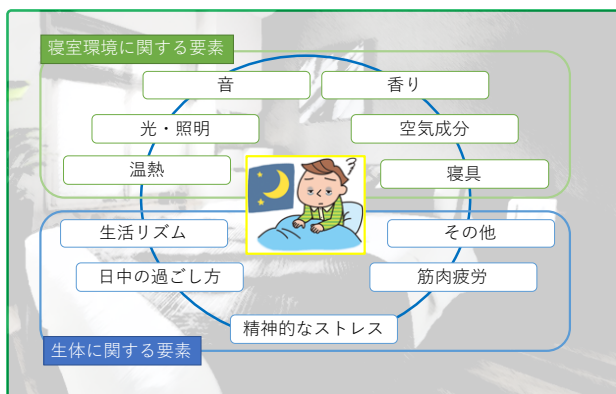 寝室環境に関する要素
音
香り
光・照明
空気成分
温熱
寝具
生活リズム
その他
日中の過ごし方
筋肉疲労
精神的なストレス
生体に関する要素